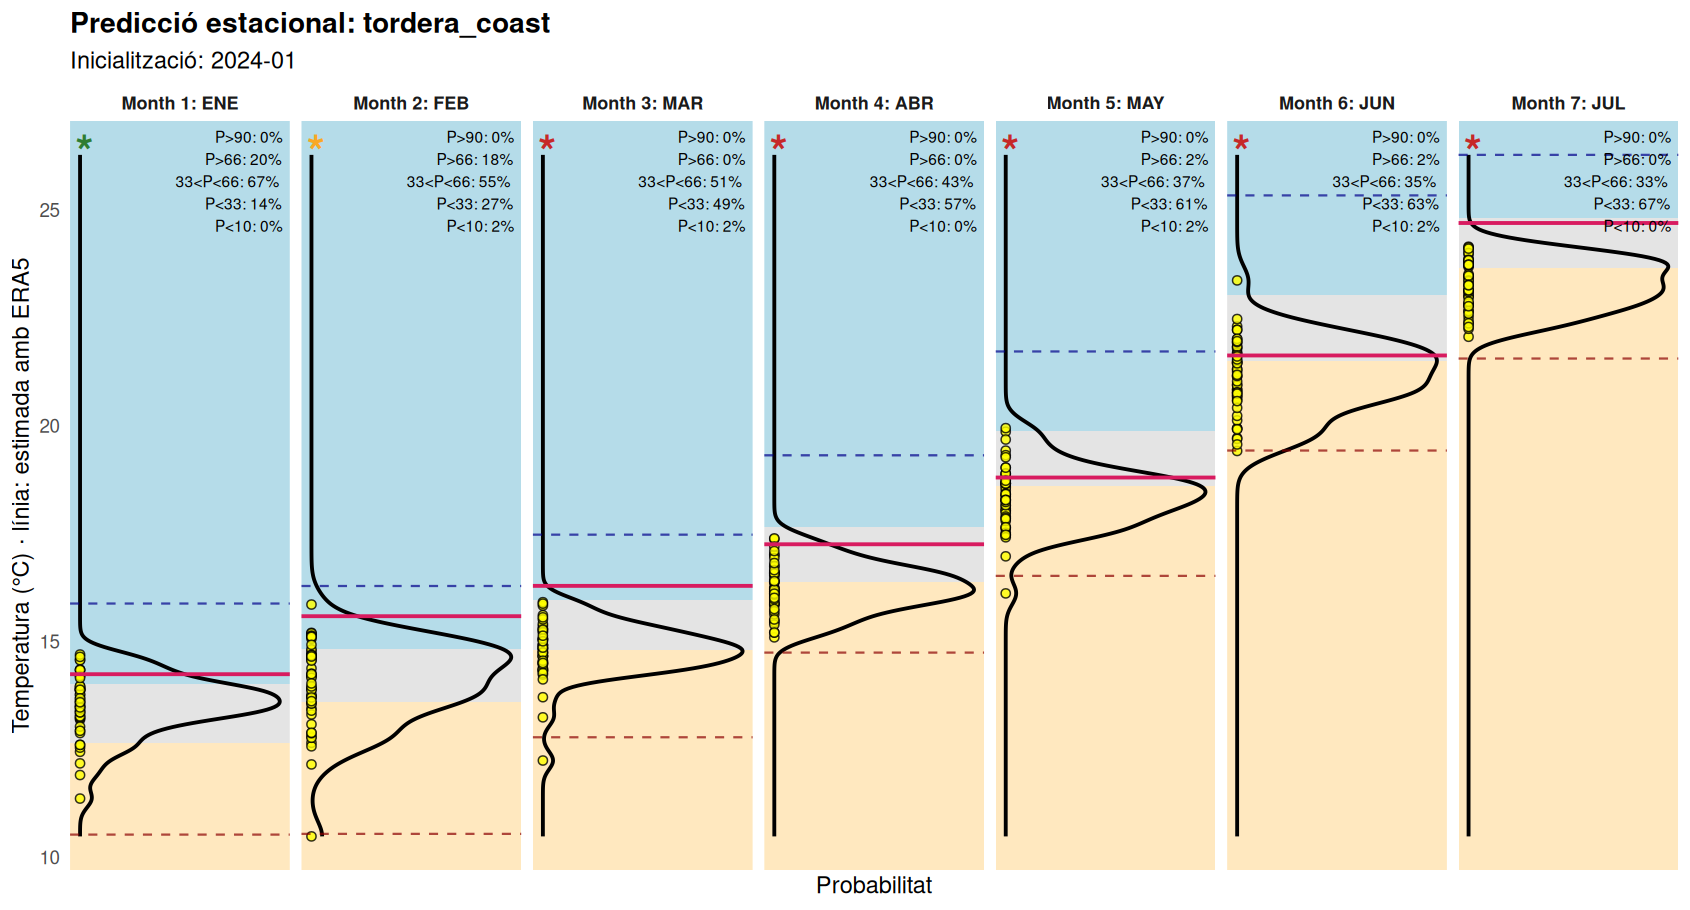 Predicció estacional: tordera_coast
Inicialització: 2024-01
Month 1: ENE
Month 2: FEB
Month 3: MAR
Month 4: ABR
Month 5: MAY
Month 6: JUN
Month 7: JUL
*
P>90: 0%
P>66: 20%
33<P<66: 67%
P<33: 14%
P<10: 0%
*
P>90: 0%
P>66: 18%
33<P<66: 55%
P<33: 27%
P<10: 2%
*
P>90: 0%
P>66: 0%
33<P<66: 51%
P<33: 49%
P<10: 2%
*
P>90: 0%
P>66: 0%
33<P<66: 43%
P<33: 57%
P<10: 0%
*
P>90: 0%
P>66: 2%
33<P<66: 37%
P<33: 61%
P<10: 2%
*
P>90: 0%
P>66: 2%
33<P<66: 35%
P<33: 63%
P<10: 2%
*
P>90: 0%
P>66: 0%
33<P<66: 33%
P<33: 67%
P<10: 0%
Temperatura (°C) · línia: estimada amb ERA5
25
20
15
10
Probabilitat